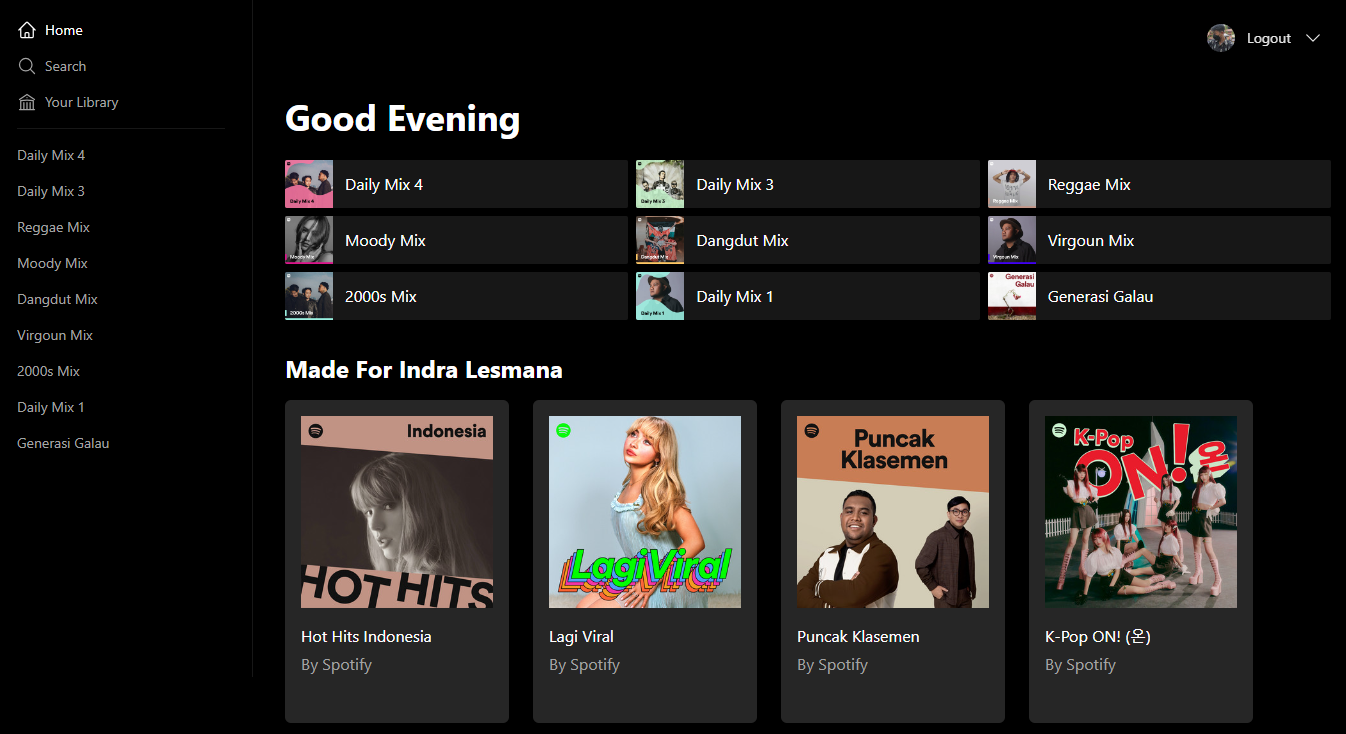 Home
Search
Your Library
Daily Mix 4
Daily Mix 3
Reggae Mix
Moody Mix
Dangdut Mix
Virgoun Mix
2000s Mix
Daily Mix 1
Generasi Galau
Logout
Good Evening
Daily Mix 4
Daily Mix 4
Daily Mix 3
Daily Mix 3
Reggae Mix
Reggae Mix
Moody Mix
Moody Mix
Dangdut Mix
Dangdut Mix
Virgoun Mix
Virgoun Mix
2000s Mix
2000s Mix
Daily Mix 1
Daily Mix 1
Generasi
Galau
Generasi Galau
Made For Indra Lesmana
Indonesia
HOT HITS
Hot Hits Indonesia
By Spotify
LagiViral
Lagi Viral
By Spotify
Puncak
Klasemen
Puncak Klasemen
By Spotify
K-Pop
ON! 온
K-Pop ON! (온)
By Spotify